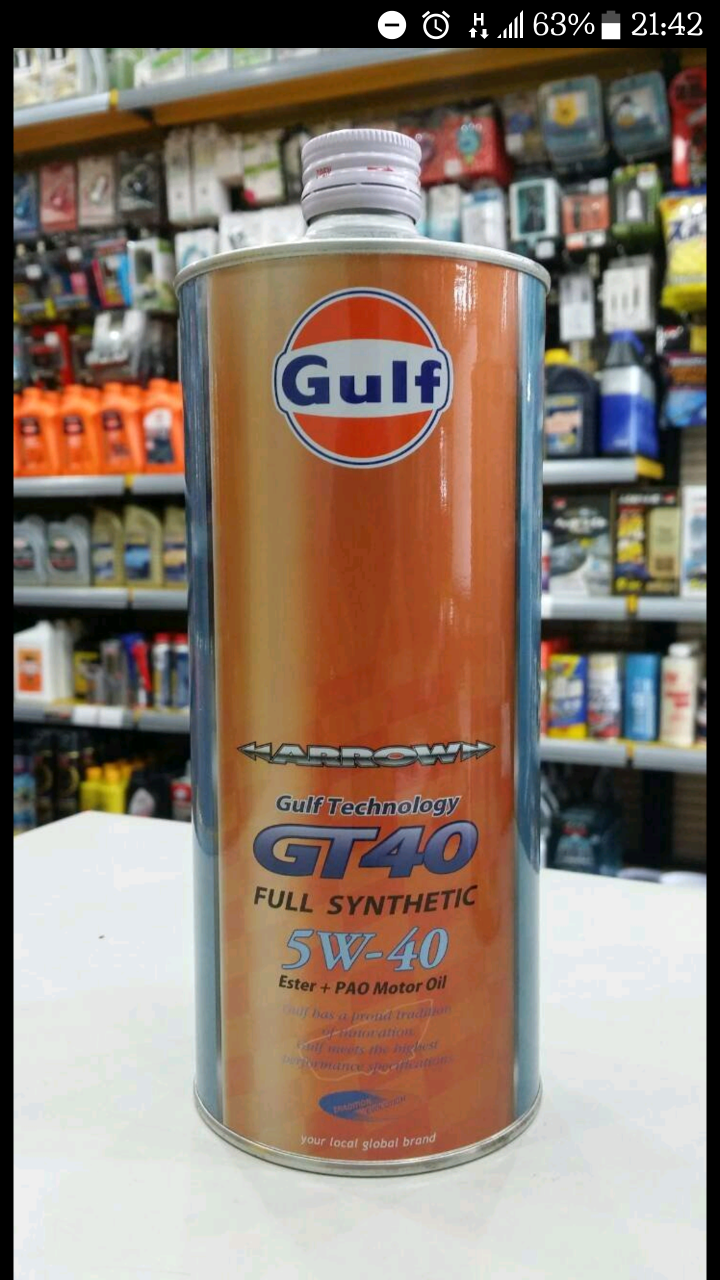 H 63% 21:42
Gulf
ARROW
Gulf Technology
GT40
FULL SYNTHETIC
5W-40
Ester + PAO Motor Oil
Gulf has a proud tradition
of innovation.
Gulf meets the highest
performance specifications.
TRADITION
your local global brand